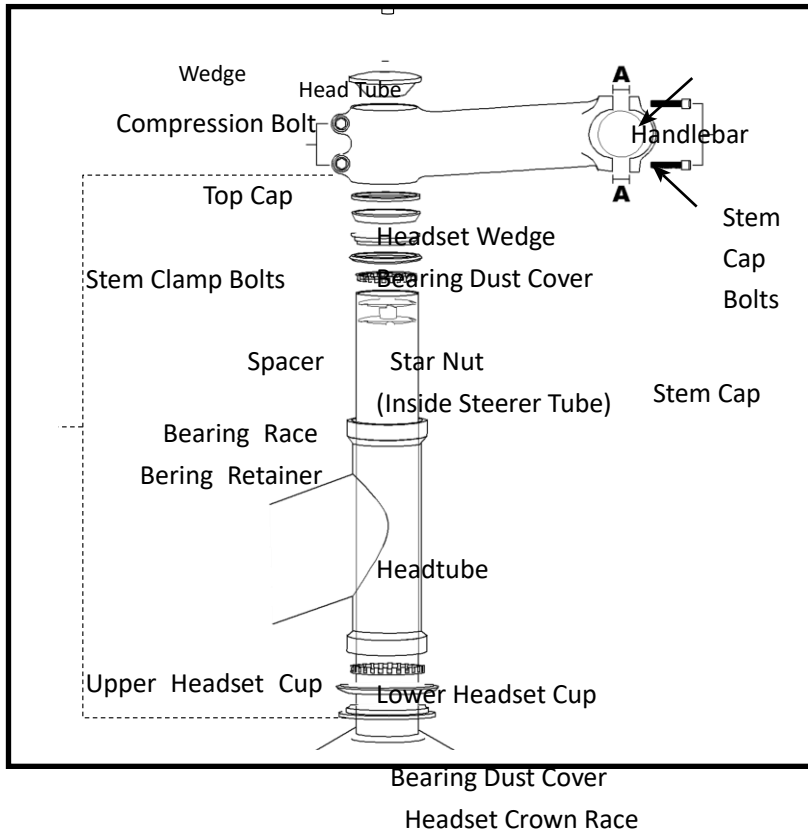 A
Wedge
Head Tube
Compression Bolt
Handlebar
Top Cap
A
Stem
Cap
Bolts
Headset Wedge
Stem Clamp Bolts
Bearing Dust Cover
Spacer
Star Nut
(Inside Steerer Tube)
Stem Cap
Bearing Race
Bering Retainer
Headtube
Upper Headset Cup
Lower Headset Cup
Bearing Dust Cover
Headset Crown Race